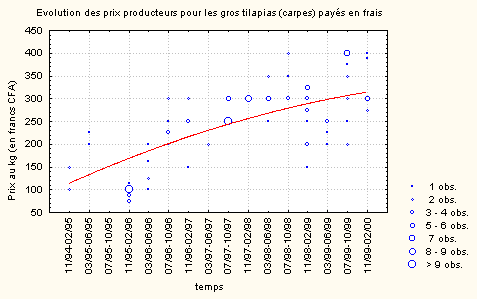 Evolution des prix producteurs pour les gros tilapias (carpes) payés en frais
Prix au kg (en francs CFA)
450
400
350
300
250
200
150
100
50
11/94-02/95
03/95-06/95
07/95-10/95
11/95-02/96
03/96-06/96
07/96-10/96
11/96-02/97
03/97-06/97
07/97-10/97
11/97-02/98
03/98-06/98
07/98-10/98
11/98-02/99
03/99-06/99
07/99-10/99
11/99-02/00
temps
1 obs.
2 obs.
3 - 4 obs.
5 - 6 obs.
7 obs.
8 - 9 obs.
> 9 obs.